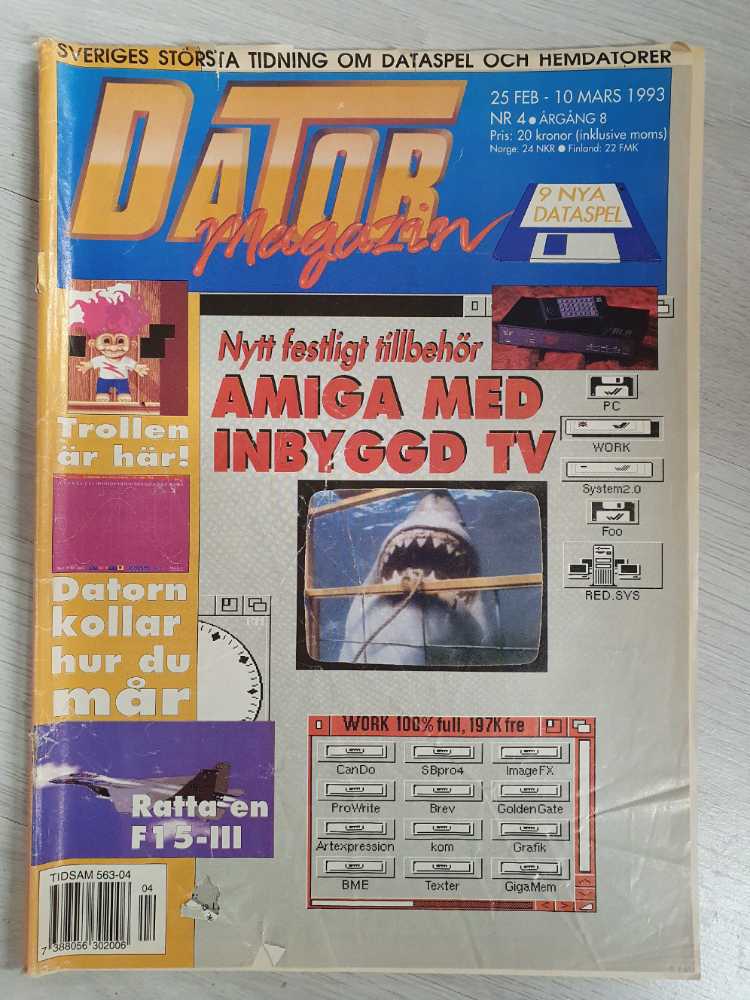 SVERIGES STÖRSTA TIDNING OM DATASPEL OCH HEMDATORER
DATOR
Magazin
25 FEB - 10 MARS 1993
NR 4 ● ÅRGÅNG 8
Pris: 20 kronor (inklusive moms)
Norge: 24 NKR ● Finland: 22 FMK
9 NYA
DATASPEL
Trollen
är här!
Datorn
kollar
hur du
mår
Nytt festligt tillbehör
AMIGA MED
INBYGGD TV
PC
WORK
System2.0
Foo
RED.SYS
WORK 100% full, 197K fre
CanDo SBpro4 ImageFX
ProWrite Brev GoldenGate
Artexpression kom Grafik
BME Texter GigaMem
Ratta en
F15-III
TIDSAM 563-04
04
7 388056 302006